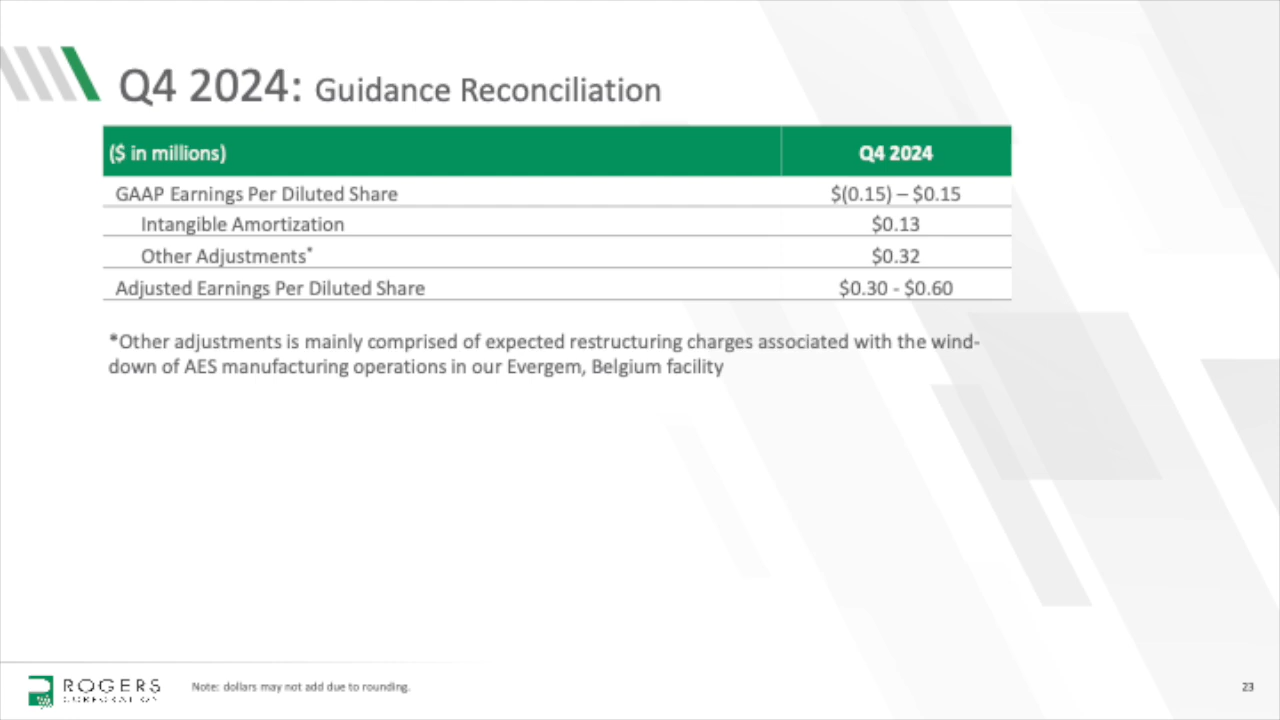 Q4 2024: Guidance Reconciliation
($ in millions) Q4 2024
GAAP Earnings Per Diluted Share $(0.15) – $0.15
Intangible Amortization $0.13
Other Adjustments* $0.32
Adjusted Earnings Per Diluted Share $0.30 - $0.60
*Other adjustments is mainly comprised of expected restructuring charges associated with the wind-
down of AES manufacturing operations in our Evergem, Belgium facility
ROGERS
CORPORATION
Note: dollars may not add due to rounding.
23